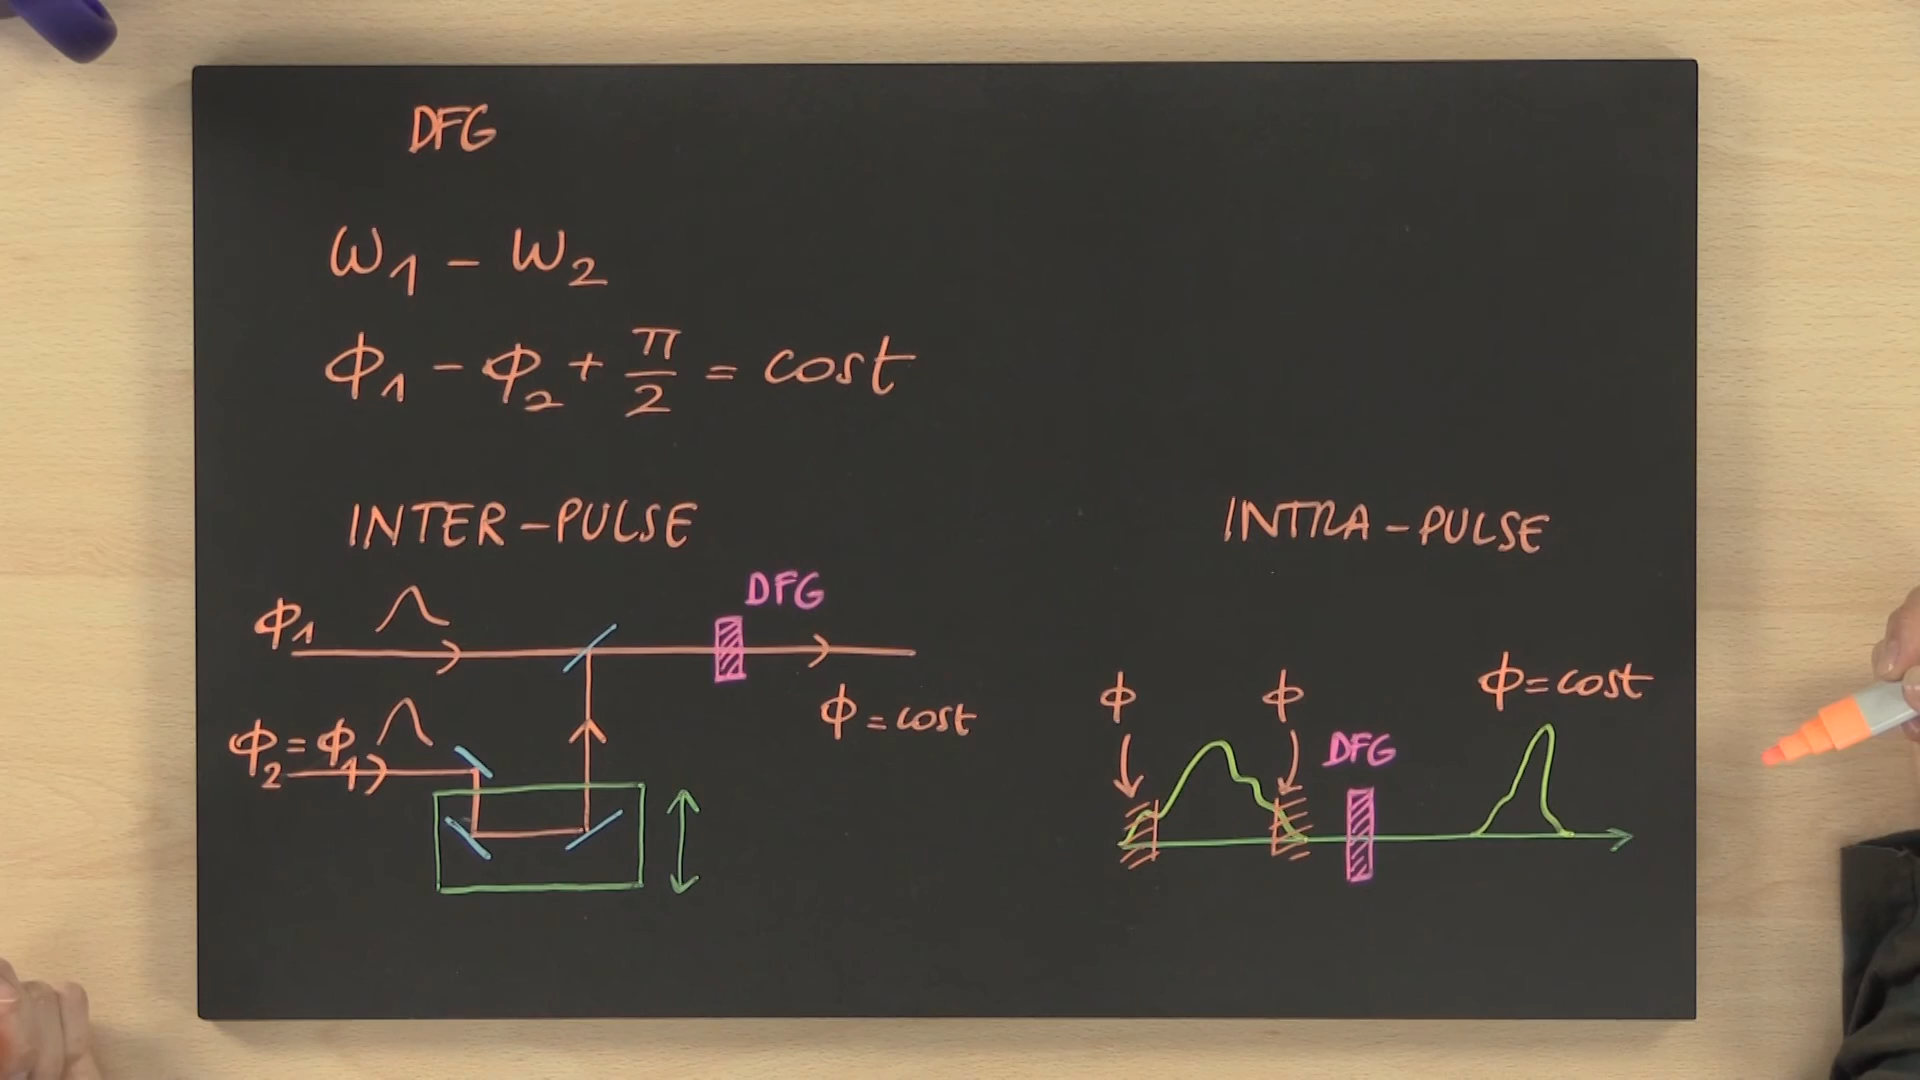 DFG
ω1 - ω2
ϕ1 - ϕ2 + π/2 = cost
INTER-PULSE
ϕ1
DFG
ϕ2 = ϕ1
ϕ = cost
INTRA-PULSE
ϕ
ϕ
DFG
ϕ = cost